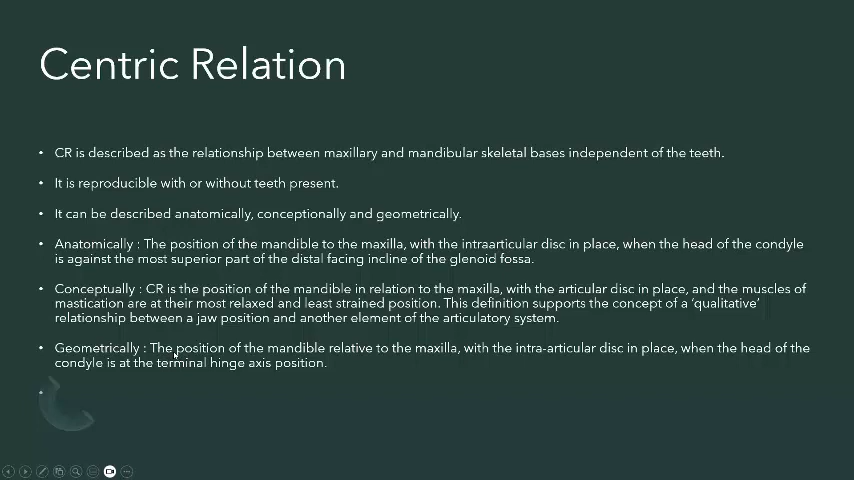 Centric Relation
• CR is described as the relationship between maxillary and mandibular skeletal bases independent of the teeth.
• It is reproducible with or without teeth present.
• It can be described anatomically, conceptionally and geometrically.
• Anatomically : The position of the mandible to the maxilla, with the intraarticular disc in place, when the head of the condyle
is against the most superior part of the distal facing incline of the glenoid fossa.
• Conceptually : CR is the position of the mandible in relation to the maxilla, with the articular disc in place, and the muscles of
mastication are at their most relaxed and least strained position. This definition supports the concept of a ‘qualitative’
relationship between a jaw position and another element of the articulatory system.
• Geometrically : The position of the mandible relative to the maxilla, with the intra-articular disc in place, when the head of the
condyle is at the terminal hinge axis position.
•